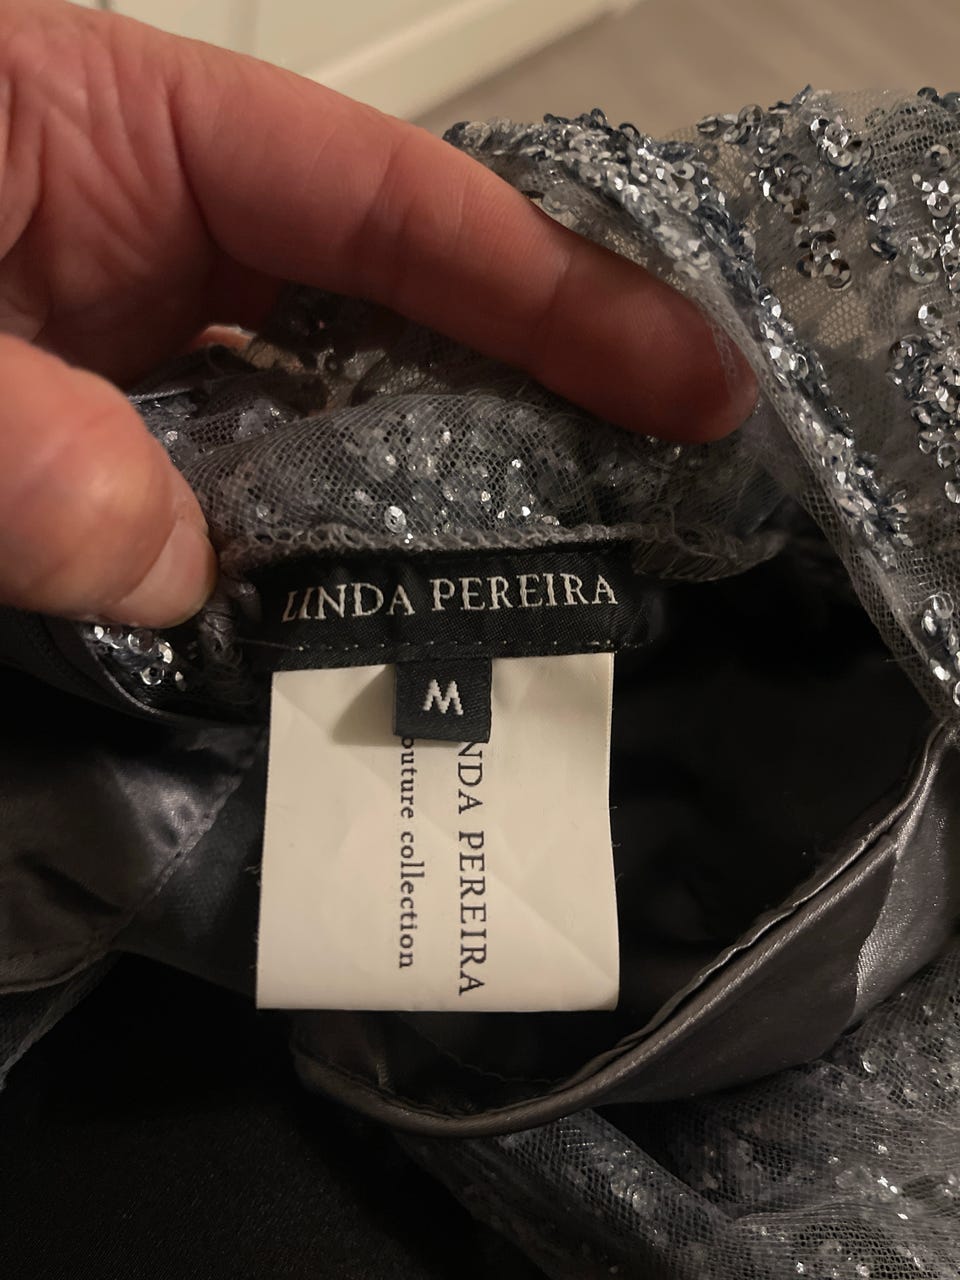 LINDA PEREIRA
M
NDA PEREIRA
outure collection